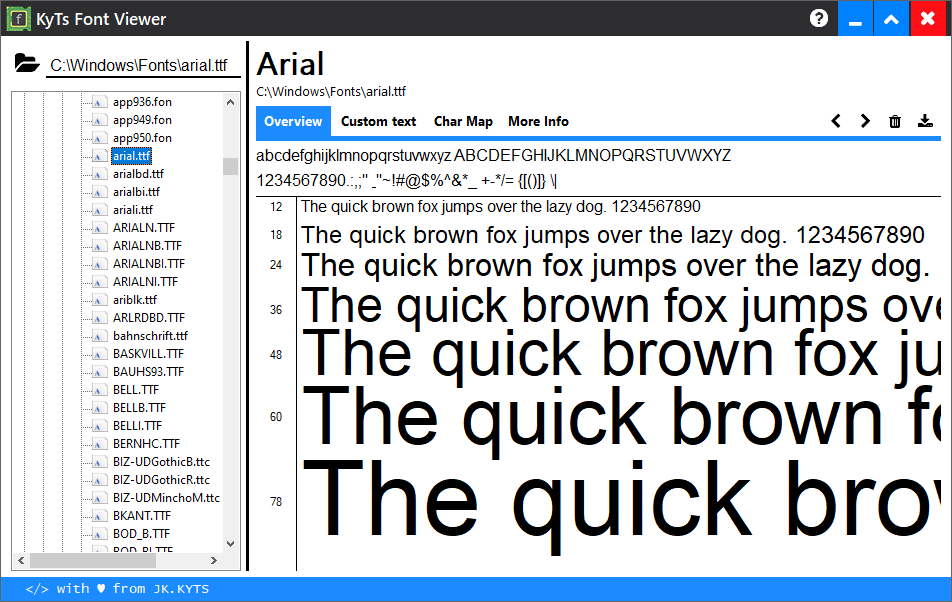 KyTs Font Viewer
C:\Windows\Fonts\arial.ttf
app936.fon
app949.fon
app950.fon
arial.ttf
arialbd.ttf
arialbi.ttf
ariali.ttf
ARIALN.TTF
ARIALNB.TTF
ARIALNBI.TTF
ARIALNI.TTF
ariblk.ttf
ARLRDBD.TTF
bahnschrift.ttf
BASKVILL.TTF
BAUHS93.TTF
BELL.TTF
BELLB.TTF
BELLI.TTF
BERNHC.TTF
BIZ-UDGothicB.ttc
BIZ-UDGothicR.ttc
BIZ-UDMinchoM.ttc
BKANT.TTF
BOD_B.TTF
BOD_BI.TTF
Arial
C:\Windows\Fonts\arial.ttf
Overview Custom text Char Map More Info
abcdefghijklmnopqrstuvwxyz ABCDEFGHIJKLMNOPQRSTUVWXYZ
1234567890.:,;'' -"~!#@$%^&*_ +-*/= {[()]} \|
12 The quick brown fox jumps over the lazy dog. 1234567890
18 The quick brown fox jumps over the lazy dog. 1234567890
24 The quick brown fox jumps over the lazy dog.
36 The quick brown fox jumps ove
48 The quick brown fox ju
60 The quick brown fo
78 The quick brow
</> with ♥ from JK.KYTS